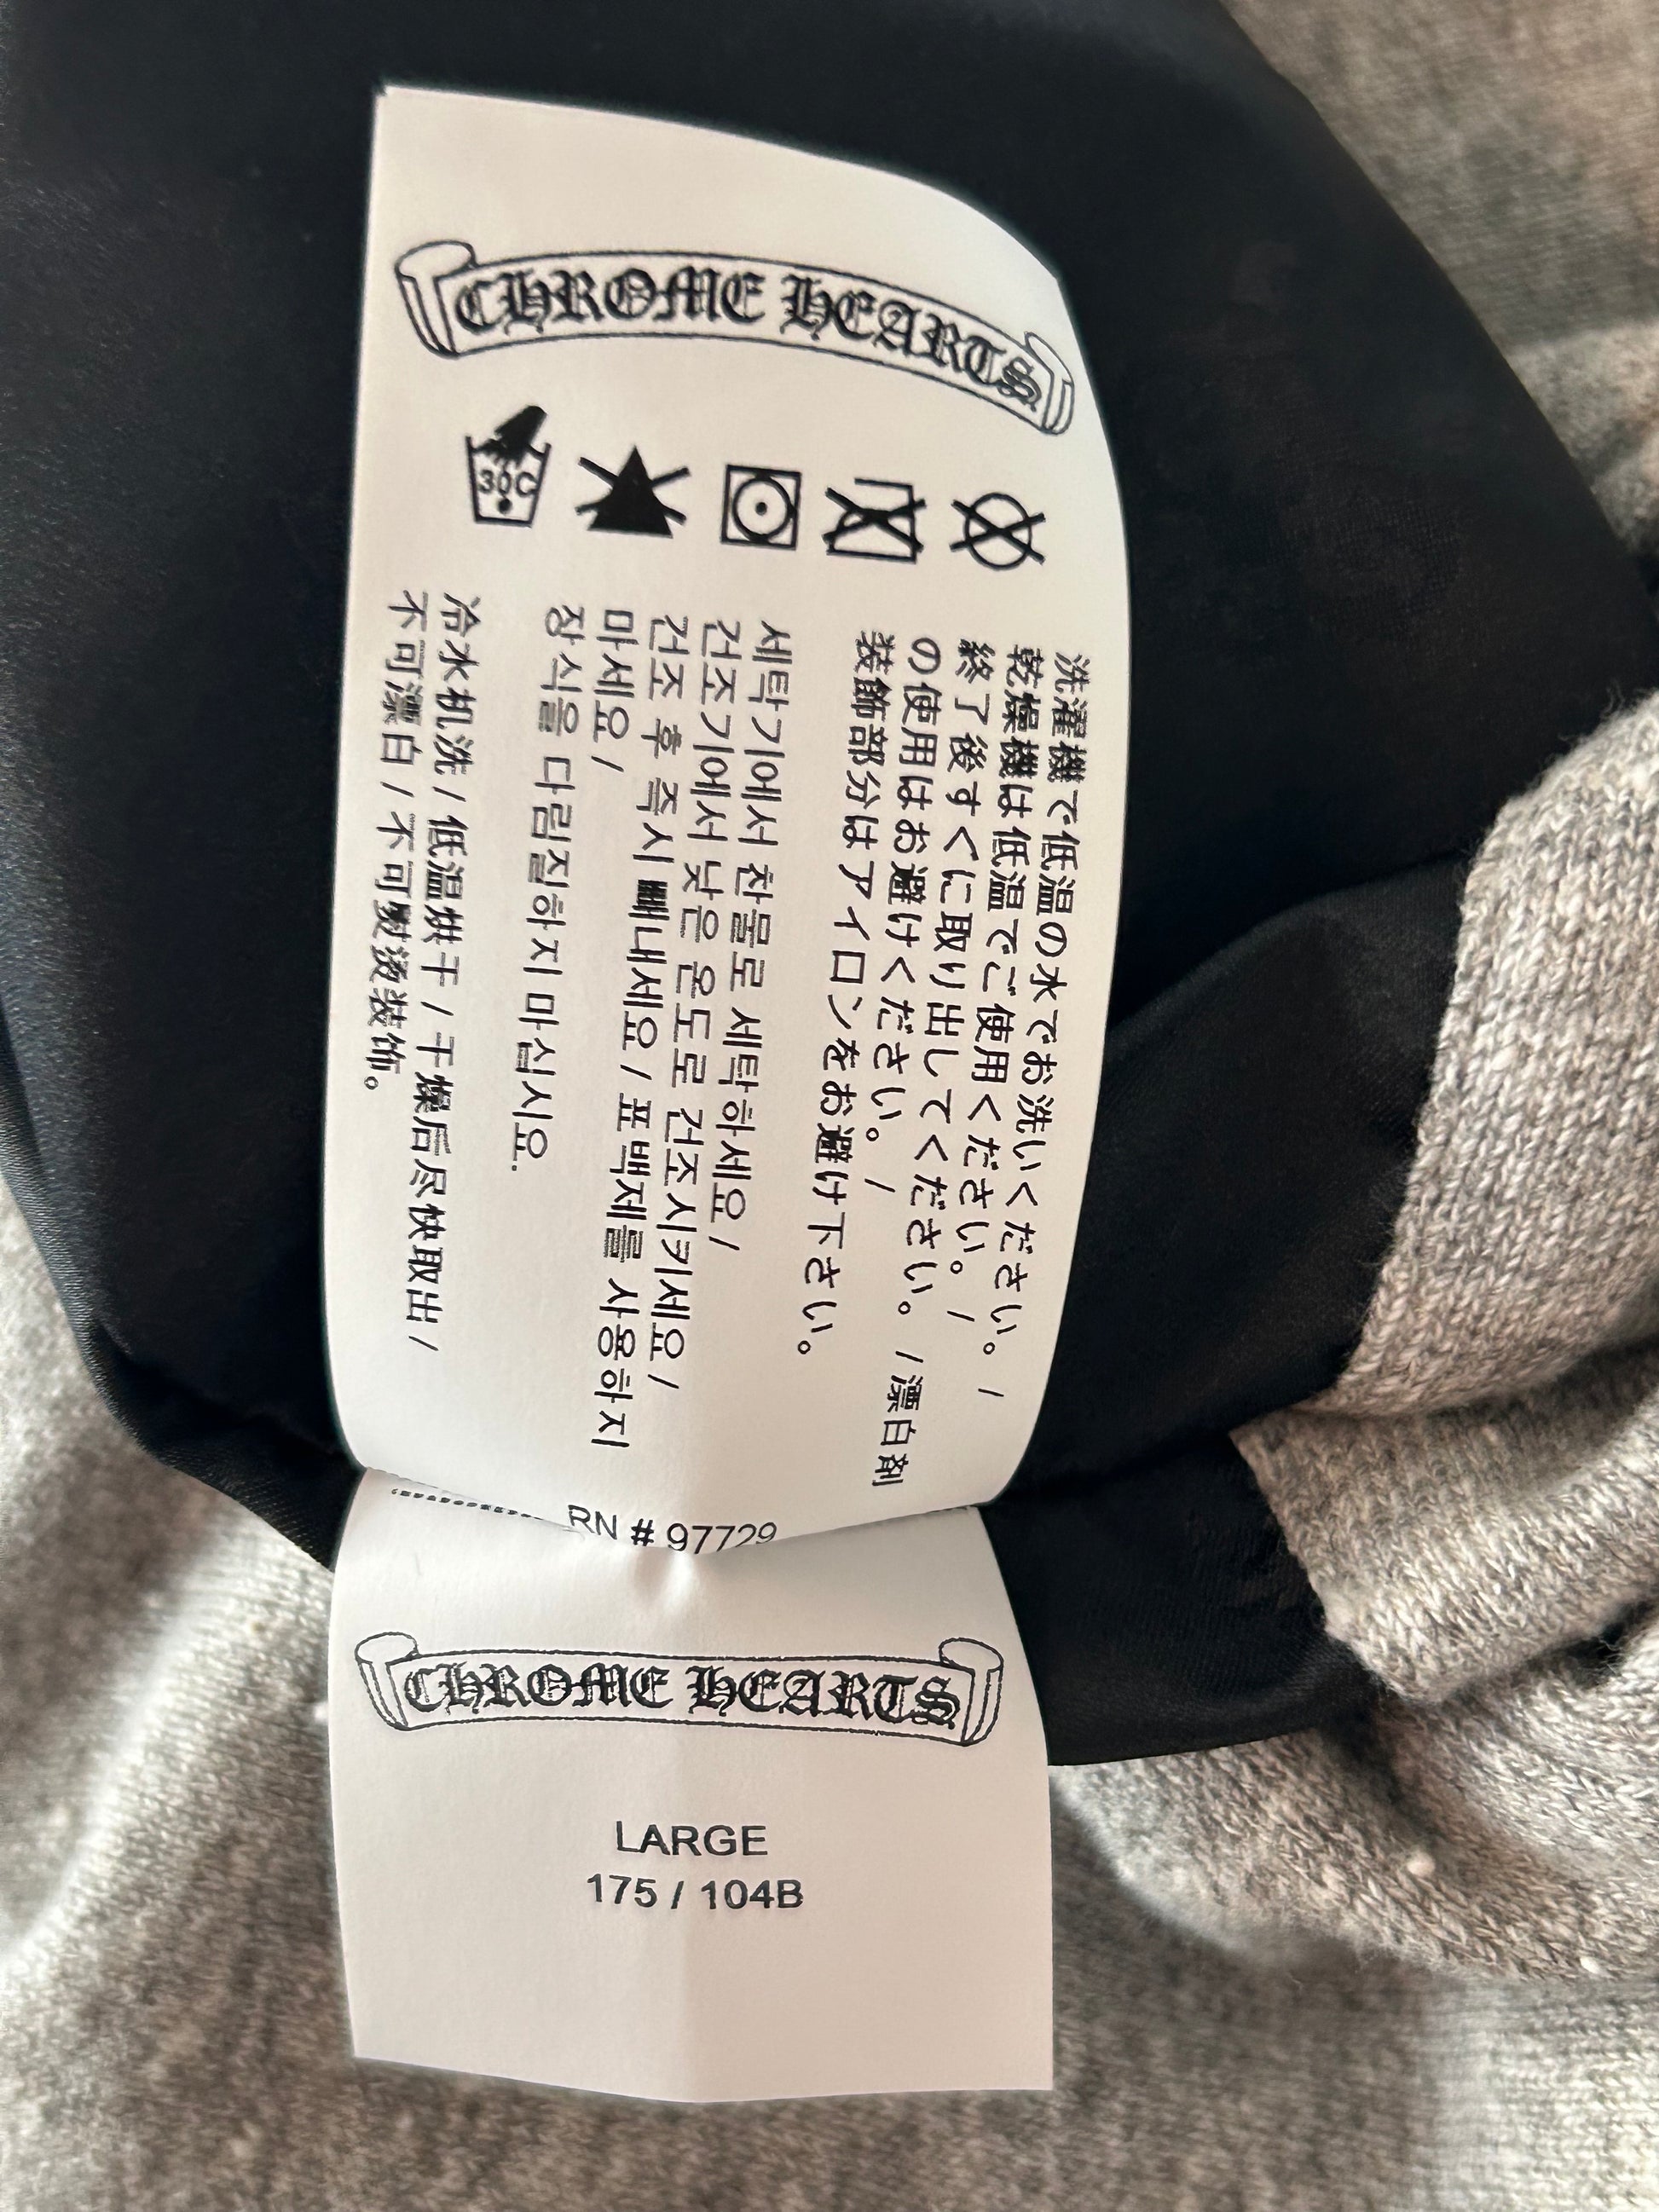 CHROME HEARTS
30C
洗濯機で低温の水でお洗いください。 /
乾燥機は低温でご使用ください。 /
終了後すぐに取り出してください。 / 漂白剤
の使用はお避けください。 /
装飾部分はアイロンをお避け下さい。
세탁기에서 찬물로 세탁하세요 /
건조기에서 낮은 온도로 건조시키세요 /
건조 후 즉시 빼내세요 / 표백제를 사용하지
마세요 /
장식을 다림질하지 마십시요.
冷水机洗 / 低温烘干 / 干燥后尽快取出 /
不可漂白 / 不可熨烫装饰。
RN # 97729
CHROME HEARTS
LARGE
175 / 104B